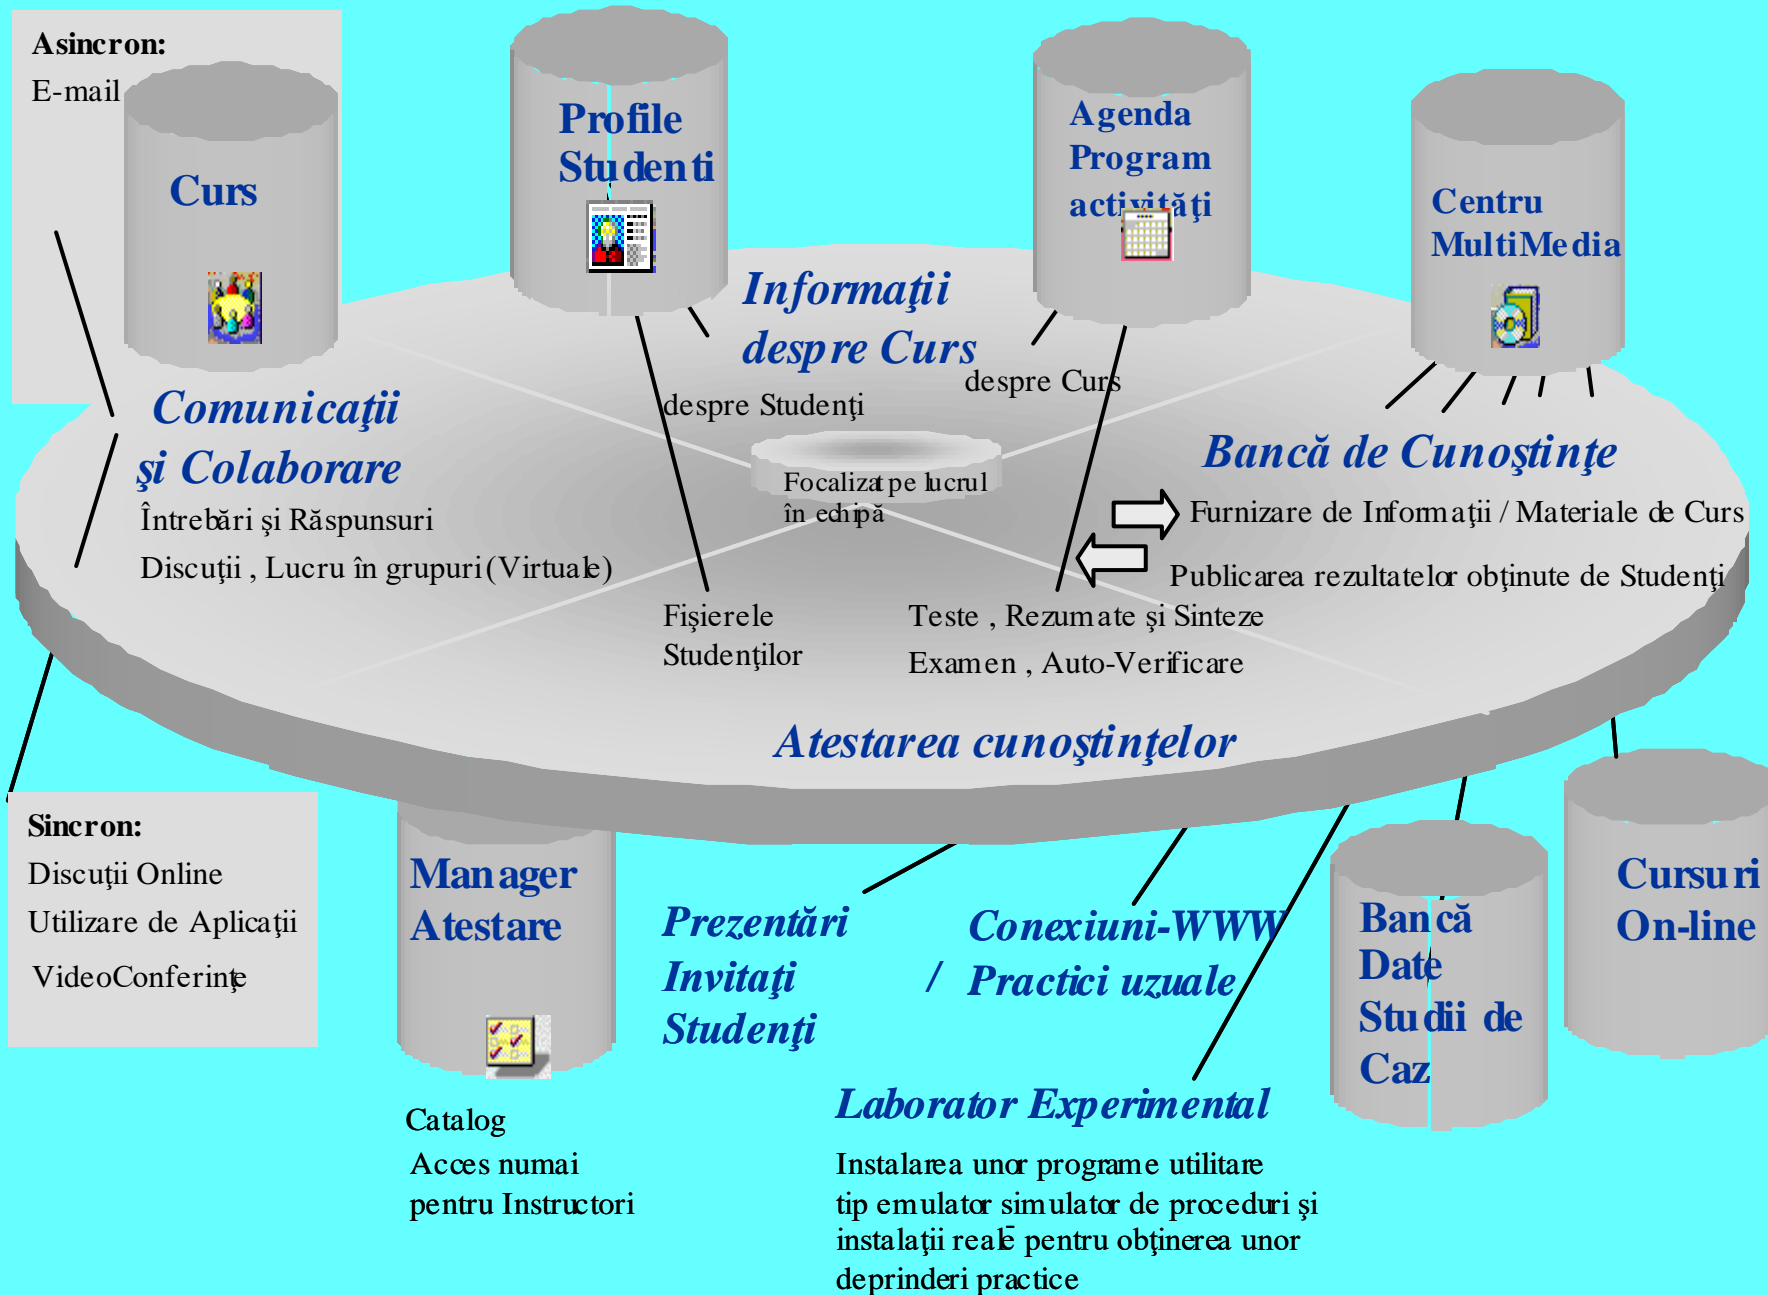 Asincron:
E-mail
Curs
Profile
Studenti
Agenda
Program
activităţi
Centru
MultiMedia
Informaţii
despre Curs
despre Studenţi
despre Curs
Comunicaţii
şi Colaborare
Întrebări şi Răspunsuri
Discuţii , Lucru în grupuri (Virtuale)
Focalizat pe lucrul
în echipă
Bancă de Cunoştinţe
Furnizare de Informaţii / Materiale de Curs
Publicarea rezultatelor obţinute de Studenţi
Fişierele
Studenţilor
Teste , Rezumate şi Sinteze
Examen , Auto-Verificare
Atestarea cunoştinţelor
Sincron:
Discuţii Online
Utilizare de Aplicaţii
VideoConferinţe
Manager
Atestare
Catalog
Acces numai
pentru Instructori
Prezentări
Invitaţi /
Studenţi
Conexiuni-WWW
Practici uzuale
Laborator Experimental
Instalarea unor programe utilitare
tip emulator simulator de proceduri şi
instalaţii reale pentru obţinerea unor
deprinderi practice
Bancă
Date
Studii de
Caz
Cursuri
On-line